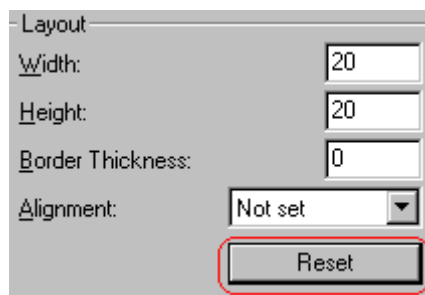 Layout
Width: 20
Height: 20
Border Thickness: 0
Alignment: Not set
Reset